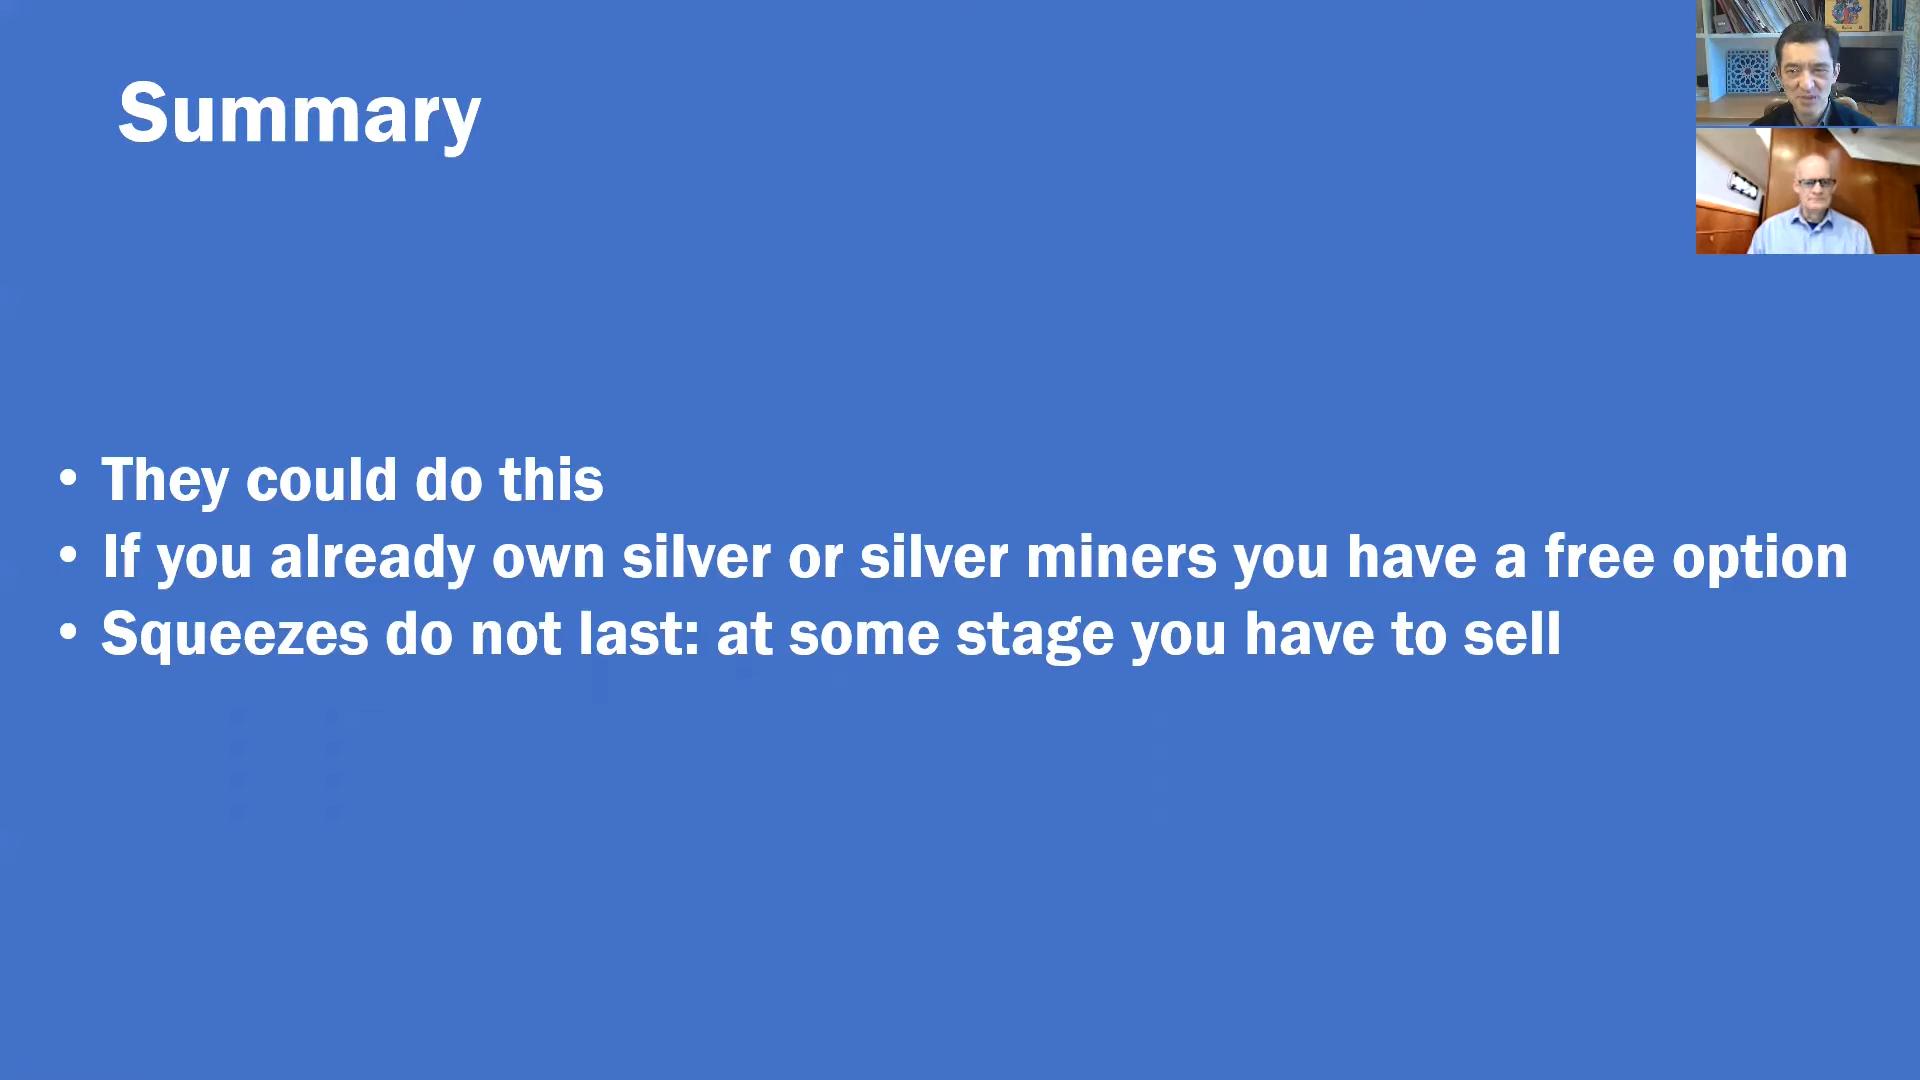 Summary
• They could do this
• If you already own silver or silver miners you have a free option
• Squeezes do not last: at some stage you have to sell